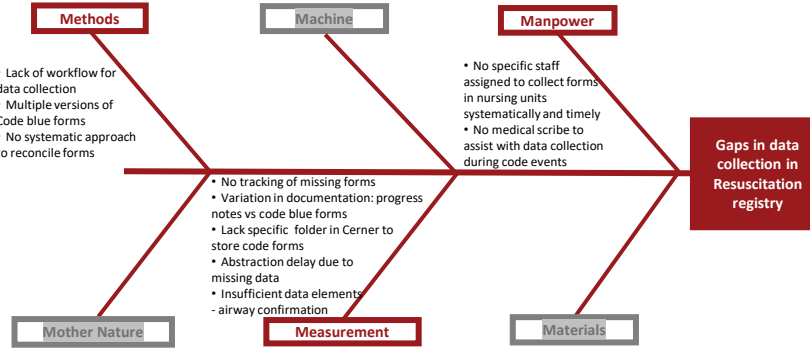 Methods
Machine
Manpower
• Lack of workflow for
data collection
• Multiple versions of
Code blue forms
• No systematic approach
to reconcile forms
• No specific staff
assigned to collect forms
in nursing units
systematically and timely
• No medical scribe to
assist with data collection
during code events
Gaps in data
collection in
Resuscitation
registry
• No tracking of missing forms
• Variation in documentation: progress
notes vs code blue forms
• Lack specific folder in Cerner to
store code forms
• Abstraction delay due to
missing data
• Insufficient data elements
- airway confirmation
Mother Nature
Measurement
Materials